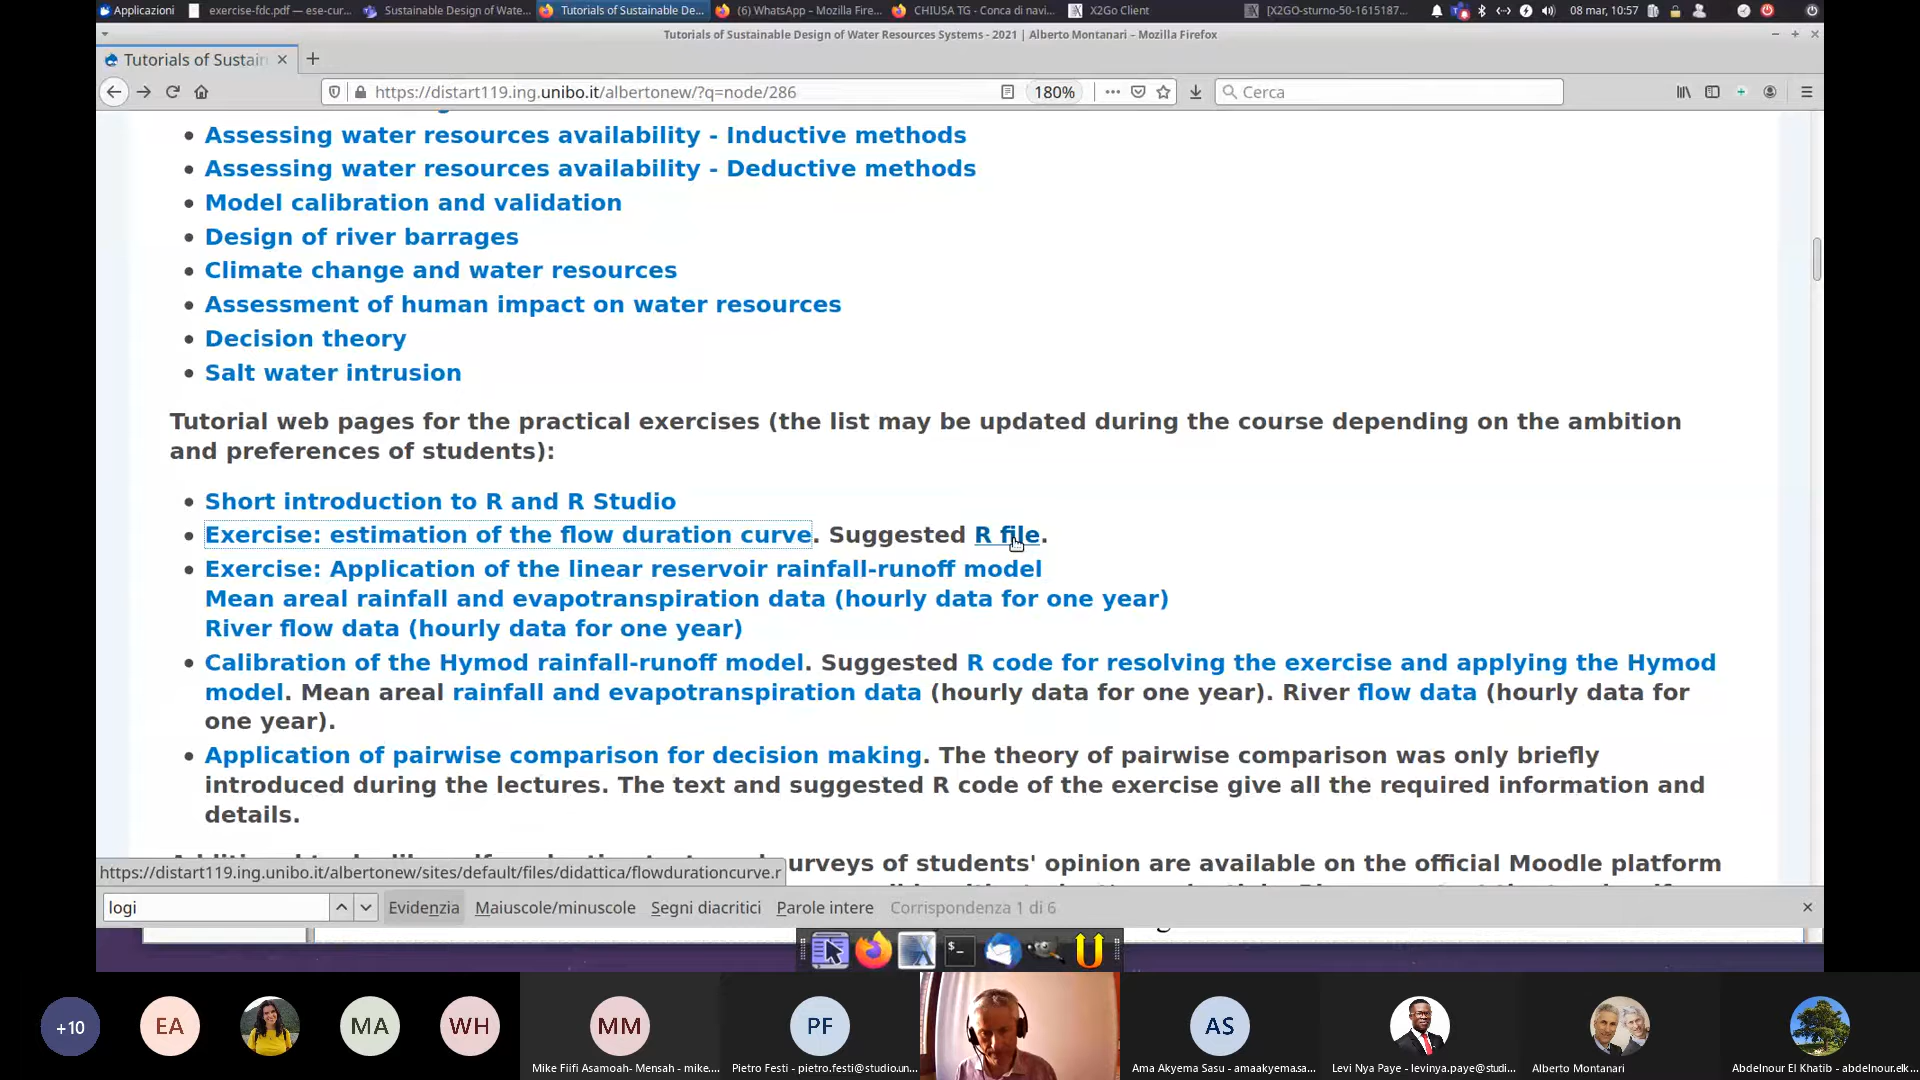 Applicazioni
exercise-fdc.pdf — ese-cur...
Sustainable Design of Wate...
Tutorials of Sustainable De...
(6) WhatsApp – Mozilla Fire...
CHIUSA TG - Conca di navi...
X2Go Client
[X2GO-sturno-50-1615187...
08 mar, 10:57
Tutorials of Sustainable Design of Water Resources Systems - 2021 | Alberto Montanari – Mozilla Firefox
Tutorials of Sustain
https://distart119.ing.unibo.it/albertonew/?q=node/286
180%
Cerca
Assessing water resources availability - Inductive methods
Assessing water resources availability - Deductive methods
Model calibration and validation
Design of river barrages
Climate change and water resources
Assessment of human impact on water resources
Decision theory
Salt water intrusion
Tutorial web pages for the practical exercises (the list may be updated during the course depending on the ambition
and preferences of students):
Short introduction to R and R Studio
Exercise: estimation of the flow duration curve. Suggested R file.
Exercise: Application of the linear reservoir rainfall-runoff model
Mean areal rainfall and evapotranspiration data (hourly data for one year)
River flow data (hourly data for one year)
Calibration of the Hymod rainfall-runoff model. Suggested R code for resolving the exercise and applying the Hymod
model. Mean areal rainfall and evapotranspiration data (hourly data for one year). River flow data (hourly data for
one year).
Application of pairwise comparison for decision making. The theory of pairwise comparison was only briefly
introduced during the lectures. The text and suggested R code of the exercise give all the required information and
details.
surveys of students' opinion are available on the official Moodle platform
https://distart119.ing.unibo.it/albertonew/sites/default/files/didattica/flowdurationcurve.r
logi
Evidenzia
Maiuscole/minuscole
Segni diacritici
Parole intere
Corrispondenza 1 di 6
+10
EA
MA
WH
MM
PF
AS
Mike Fiifi Asamoah- Mensah - mike....
Pietro Festi - pietro.festi@studio.un...
Ama Akyema Sasu - amaakyema.sa...
Levi Nya Paye - levinya.paye@studi...
Alberto Montanari
Abdelnour El Khatib - abdelnour.elk...